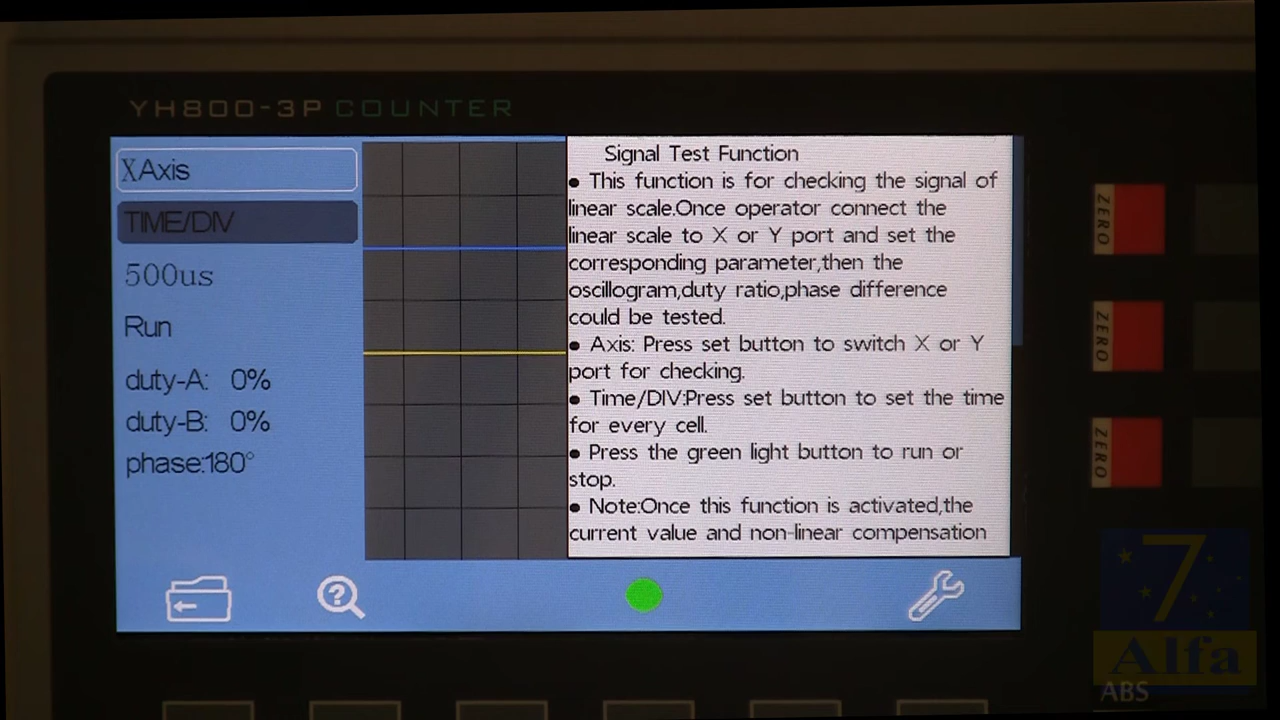 YH800-3P COUNTER
XAxis
TIME/DIV
500us
Run
duty-A: 0%
duty-B: 0%
phase:180°
Signal Test Function
● This function is for checking the signal of
linear scale.Once operator connect the
linear scale to X or Y port and set the
corresponding parameter,then the
oscillogram,duty ratio,phase difference
could be tested.
● Axis: Press set button to switch X or Y
port for checking.
● Time/DIV:Press set button to set the time
for every cell.
● Press the green light button to run or
stop.
● Note:Once this function is activated,the
current value and non-linear compensation
?
ZERO
ZERO
ZERO
7
Alfa
ABS